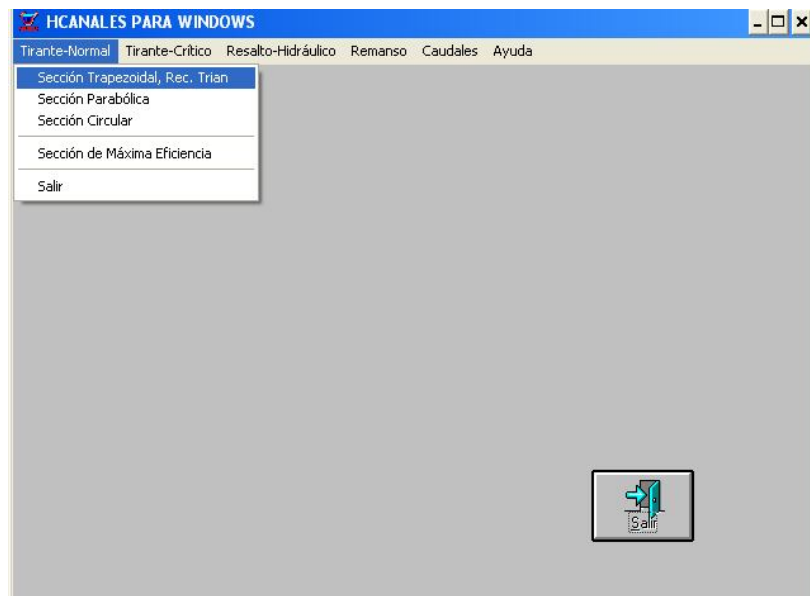 HCANALES PARA WINDOWS
Tirante-Normal Tirante-Crítico Resalto-Hidráulico Remanso Caudales Ayuda
Sección Trapezoidal, Rec. Trian
Sección Parabólica
Sección Circular
Sección de Máxima Eficiencia
Salir
Salir